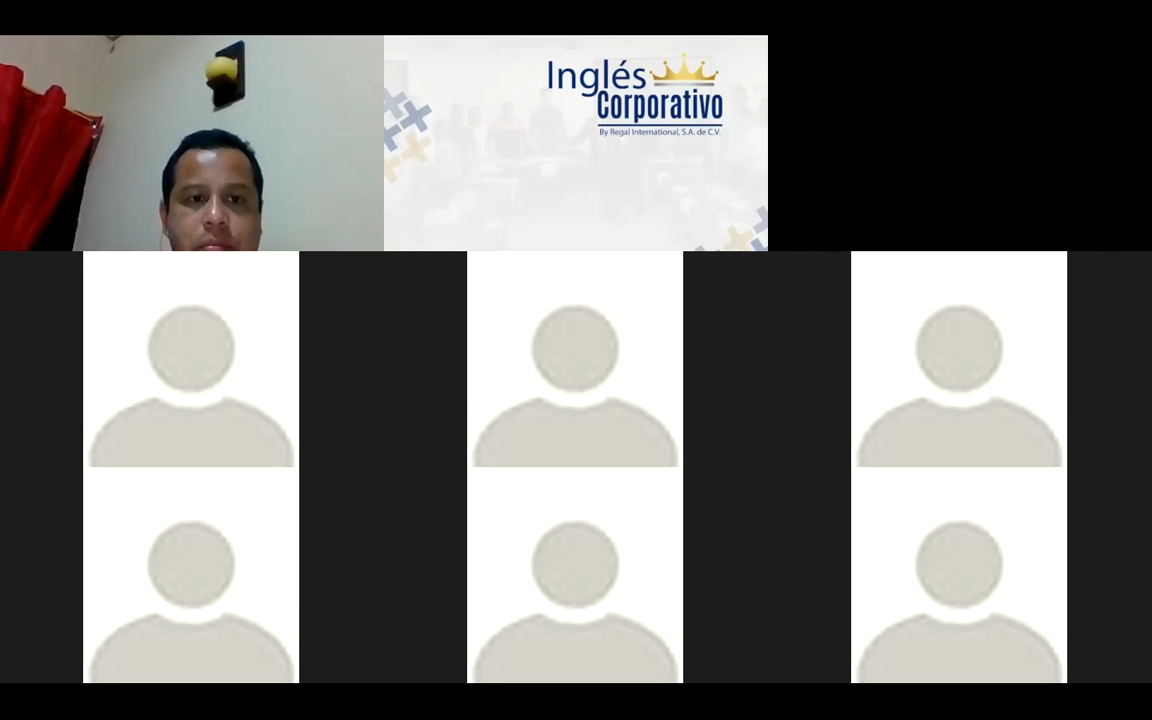 Inglés
Corporativo
By Regal International, S.A. de C.V.